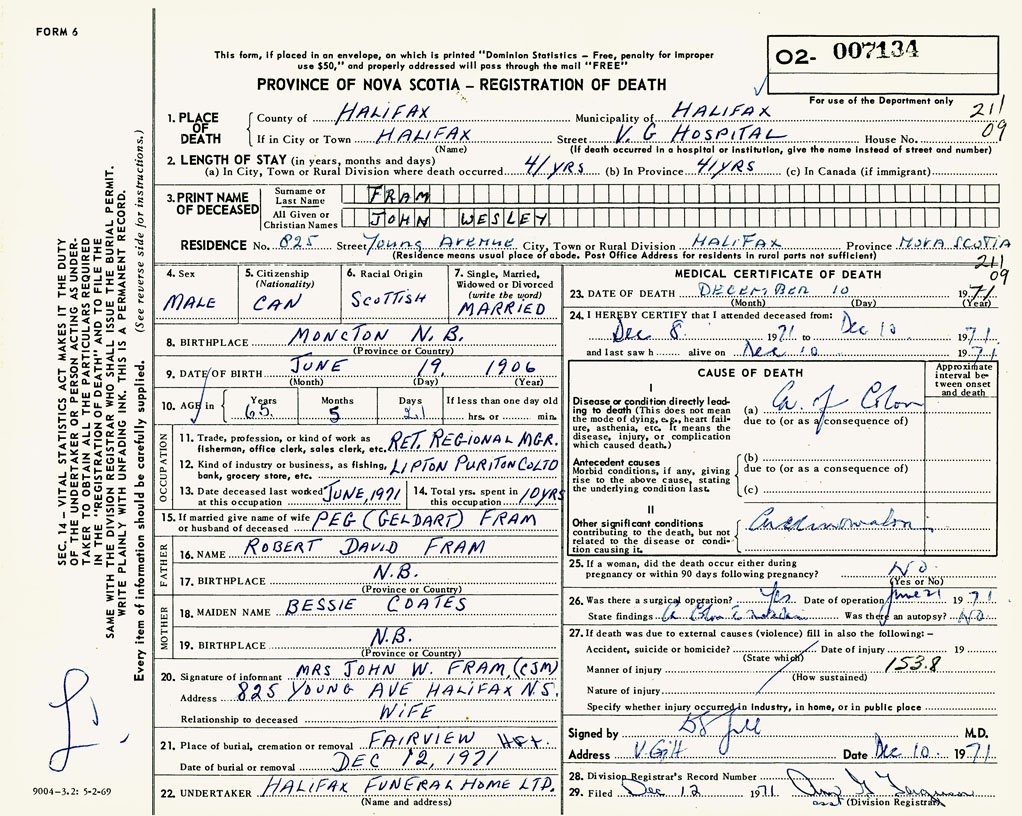 FORM 6
This form, if placed in an envelope, on which is printed "Dominion Statistics – Free, penalty for improper
use $50," and properly addressed will pass through the mail "FREE"
O2- 007134
PROVINCE OF NOVA SCOTIA – REGISTRATION OF DEATH
For use of the Department only
211
09
1. PLACE OF DEATH
County of HALIFAX Municipality of HALIFAX
If in City or Town HALIFAX Street V. G HOSPITAL House No.
(Name) (If death occurred in a hospital or institution, give the name instead of street and number)
2. LENGTH OF STAY (in years, months and days)
(a) In City, Town or Rural Division where death occurred 41 YRS (b) In Province 41 YRS (c) In Canada (if immigrant)
3. PRINT NAME OF DECEASED
Surname or Last Name FRAM
All Given or Christian Names JOHN WESLEY
RESIDENCE No. 825 Street YOUNG AVENUE City, Town or Rural Division HALIFAX Province NOVA SCOTIA
(Residence means usual place of abode. Post Office Address for residents in rural parts not sufficient)
211
09
4. Sex
MALE
5. Citizenship
(Nationality)
CAN
6. Racial Origin
SCOTTISH
7. Single, Married,
Widowed or Divorced
(write the word)
MARRIED
8. BIRTHPLACE MONCTON N.B.
(Province or Country)
9. DATE OF BIRTH JUNE 19, 1906
(Month) (Day) (Year)
10. AGE in Years Months Days If less than one day old
65 5 21 hrs. or min.
OCCUPATION
11. Trade, profession, or kind of work as
fisherman, office clerk, sales clerk, etc. RET. REGIONAL MGR.
12. Kind of industry or business, as fishing,
bank, grocery store, etc. LIPTON PURITON CO LTD
13. Date deceased last worked
at this occupation JUNE, 1971
14. Total yrs. spent in
this occupation 10 YRS
15. If married give name of wife
or husband of deceased PEG (GELDART) FRAM
FATHER
16. NAME ROBERT DAVID FRAM
17. BIRTHPLACE N.B.
(Province or Country)
MOTHER
18. MAIDEN NAME BESSIE COATES
19. BIRTHPLACE N.B.
(Province or Country)
20. Signature of informant MRS JOHN W. FRAM, (CJM)
Address 825 YOUNG AVE HALIFAX N.S.
Relationship to deceased WIFE
21. Place of burial, cremation or removal FAIRVIEW HFX.
Date of burial or removal DEC 12, 1971
22. UNDERTAKER HALIFAX FUNERAL HOME LTD.
(Name and address)
MEDICAL CERTIFICATE OF DEATH
23. DATE OF DEATH DECEMBER 10 1971
(Month) (Day) (Year)
24. I HEREBY CERTIFY that I attended deceased from:
Dec 8 1971 to Dec 10 1971
and last saw h alive on Dec 10 1971
CAUSE OF DEATH
Approximate
interval be-
tween onset
and death
I
Disease or condition directly lead-
ing to death (This does not mean
the mode of dying, e.g., heart fail-
ure, asthenia, etc. It means the
disease, injury, or complication
which caused death.)
(a) Ca. of Colon
due to (or as a consequence of)
Antecedent causes
Morbid conditions, if any, giving
rise to the above cause, stating
the underlying condition last.
(b)
due to (or as a consequence of)
(c)
II
Other significant conditions
contributing to the death, but not
related to the disease or condi-
tion causing it.
25. If a woman, did the death occur either during
pregnancy or within 90 days following pregnancy? NO
(Yes or No)
26. Was there a surgical operation? Yes Date of operation June 21 1971
State findings Ca Colon Was there an autopsy? No
27. If death was due to external causes (violence) fill in also the following: –
Accident, suicide or homicide? Date of injury 19
(State which)
Manner of injury 153.8
(How sustained)
Nature of injury
Specify whether injury occurred in industry, in home, or in public place
Signed by M.D.
Address V.G.H Date Dec 10 1971
28. Division Registrar's Record Number
29. Filed Dec 12 1971
asst (Division Registrar)
SEC. 14 – VITAL STATISTICS ACT MAKES IT THE DUTY
OF THE UNDERTAKER OR PERSON ACTING AS UNDER-
TAKER TO OBTAIN ALL THE PARTICULARS REQUIRED
IN THE "REGISTRATION OF DEATH" AND TO FILE THE
SAME WITH THE DIVISION REGISTRAR WHO SHALL ISSUE THE BURIAL PERMIT.
WRITE PLAINLY WITH UNFADING INK. THIS IS A PERMANENT RECORD.
Every item of information should be carefully supplied. (See reverse side for instructions.)
9004-3.2: 5-2-69